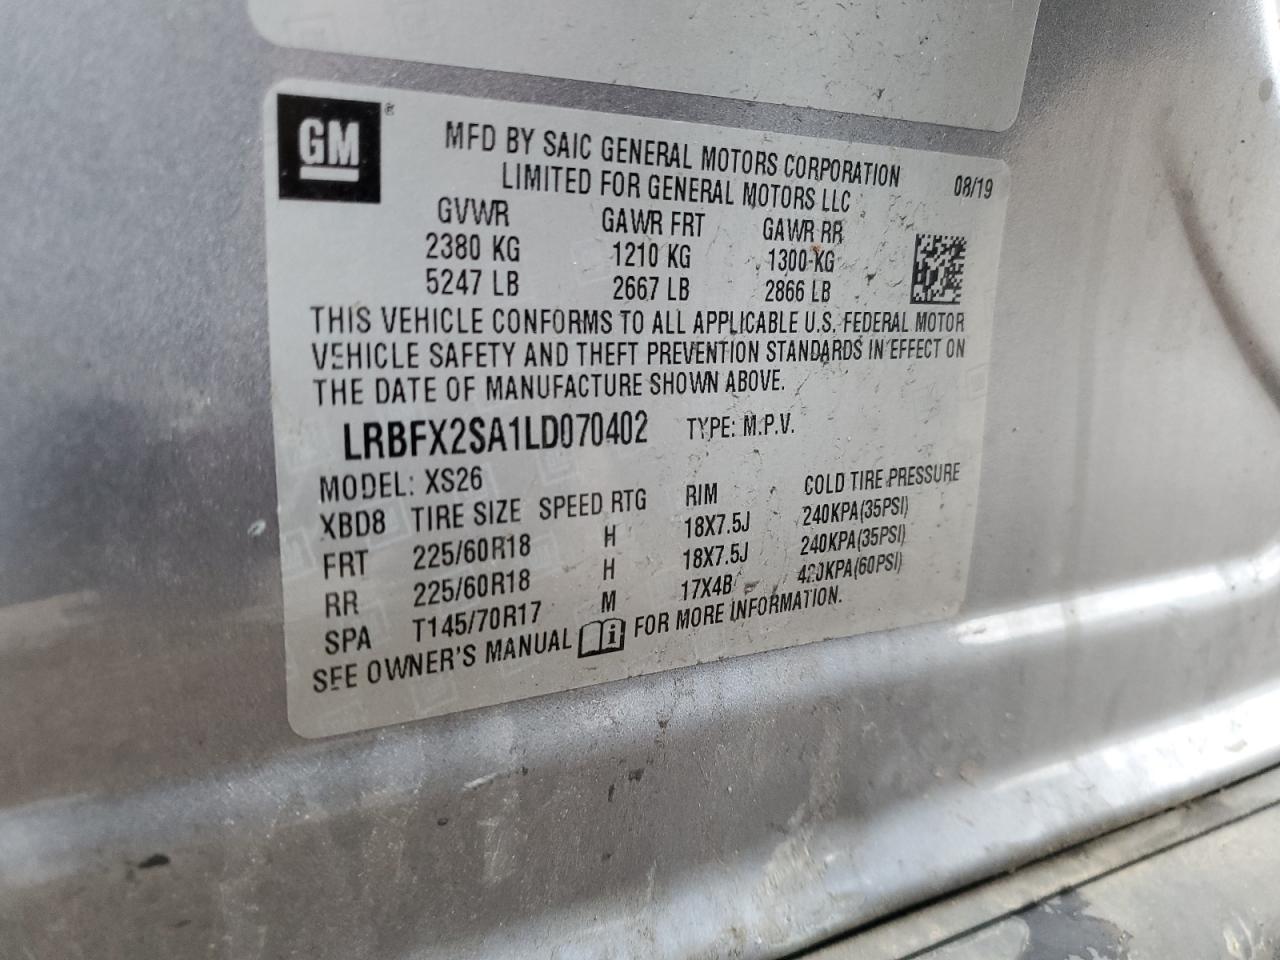 GM ®
MFD BY SAIC GENERAL MOTORS CORPORATION
LIMITED FOR GENERAL MOTORS LLC
08/19
GVWR GAWR FRT GAWR RR
2380 KG 1210 KG 1300 KG
5247 LB 2667 LB 2866 LB
THIS VEHICLE CONFORMS TO ALL APPLICABLE U.S. FEDERAL MOTOR
VEHICLE SAFETY AND THEFT PREVENTION STANDARDS IN EFFECT ON
THE DATE OF MANUFACTURE SHOWN ABOVE.
LRBFX2SA1LD070402 TYPE: M.P.V.
MODEL: XS26
XBD8 TIRE SIZE SPEED RTG RIM COLD TIRE PRESSURE
FRT 225/60R18 H 18X7.5J 240KPA(35PSI)
RR 225/60R18 H 18X7.5J 240KPA(35PSI)
SPA T145/70R17 M 17X4B 420KPA(60PSI)
SEE OWNER'S MANUAL i FOR MORE INFORMATION.